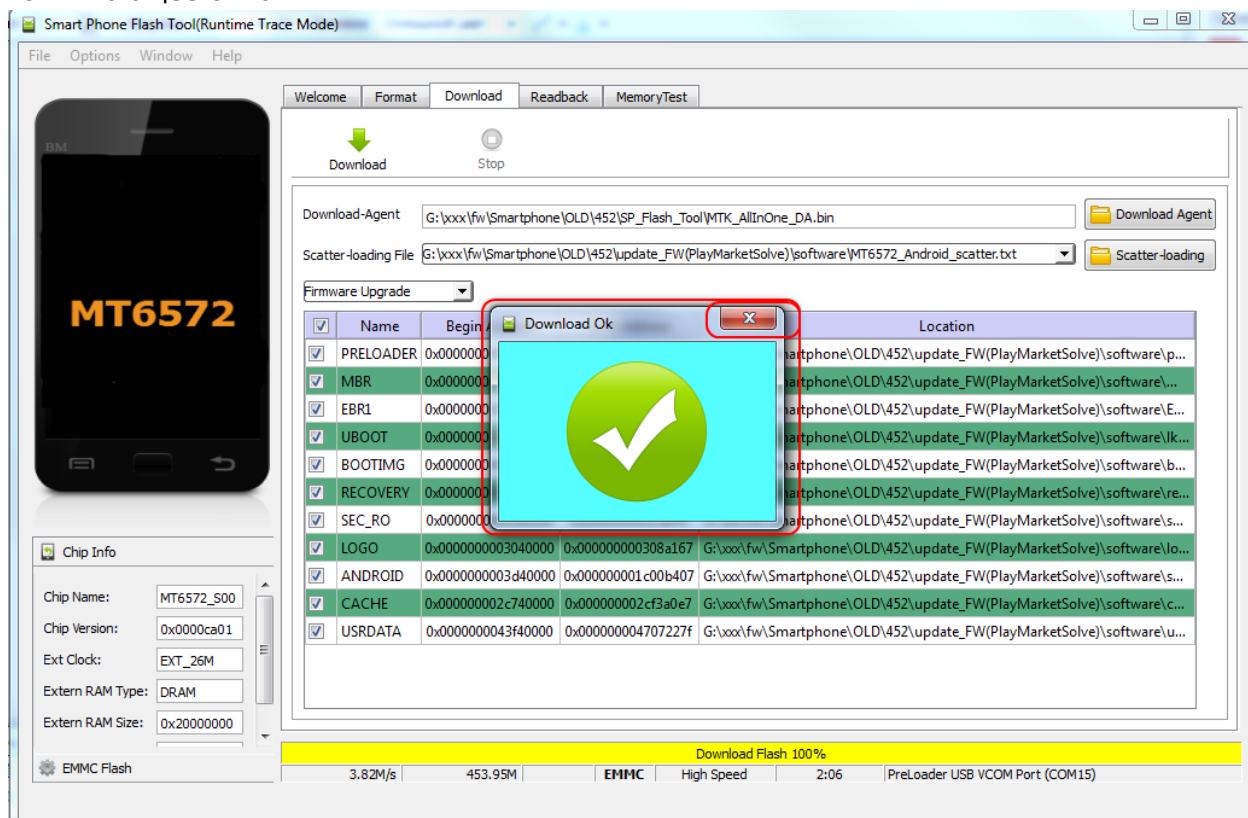 Smart Phone Flash Tool(Runtime Trace Mode)
File Options Window Help
Welcome Format Download Readback MemoryTest
BM
Download Stop
Download-Agent G:\xxx\fw\Smartphone\OLD\452\SP_Flash_Tool\MTK_AllInOne_DA.bin Download Agent
Scatter-loading File G:\xxx\fw\Smartphone\OLD\452\update_FW(PlayMarketSolve)\software\MT6572_Android_scatter.txt Scatter-loading
Firmware Upgrade
MT6572
Download Ok
Name Begin Location
PRELOADER 0x0000000 artphone\OLD\452\update_FW(PlayMarketSolve)\software\p...
MBR 0x0000000 artphone\OLD\452\update_FW(PlayMarketSolve)\software\...
EBR1 0x0000000 artphone\OLD\452\update_FW(PlayMarketSolve)\software\E...
UBOOT 0x0000000 artphone\OLD\452\update_FW(PlayMarketSolve)\software\lk...
BOOTIMG 0x0000000 artphone\OLD\452\update_FW(PlayMarketSolve)\software\b...
RECOVERY 0x0000000 artphone\OLD\452\update_FW(PlayMarketSolve)\software\re...
SEC_RO 0x0000000 artphone\OLD\452\update_FW(PlayMarketSolve)\software\s...
LOGO 0x0000000003040000 0x000000000308a167 G:\xxx\fw\Smartphone\OLD\452\update_FW(PlayMarketSolve)\software\lo...
ANDROID 0x0000000003d40000 0x000000001c00b407 G:\xxx\fw\Smartphone\OLD\452\update_FW(PlayMarketSolve)\software\s...
CACHE 0x000000002c740000 0x000000002cf3a0e7 G:\xxx\fw\Smartphone\OLD\452\update_FW(PlayMarketSolve)\software\c...
USRDATA 0x0000000043f40000 0x000000004707227f G:\xxx\fw\Smartphone\OLD\452\update_FW(PlayMarketSolve)\software\u...
Chip Info
Chip Name: MT6572_S00
Chip Version: 0x0000ca01
Ext Clock: EXT_26M
Extern RAM Type: DRAM
Extern RAM Size: 0x20000000
EMMC Flash
Download Flash 100%
3.82M/s 453.95M EMMC High Speed 2:06 PreLoader USB VCOM Port (COM15)